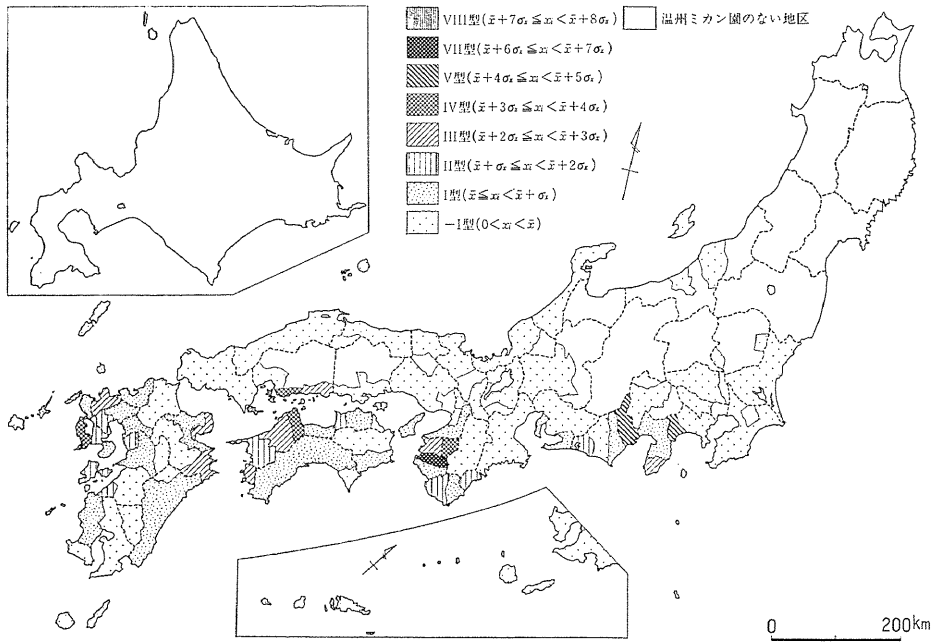 VIII型(x̄+7σₓ≦xᵢ<x̄+8σₓ)
VII型(x̄+6σₓ≦xᵢ<x̄+7σₓ)
V型(x̄+4σₓ≦xᵢ<x̄+5σₓ)
IV型(x̄+3σₓ≦xᵢ<x̄+4σₓ)
III型(x̄+2σₓ≦xᵢ<x̄+3σₓ)
II型(x̄+σₓ≦xᵢ<x̄+2σₓ)
I型(x̄≦xᵢ<x̄+σₓ)
−I型(0<xᵢ<x̄)
温州ミカン園のない地区
0 200km